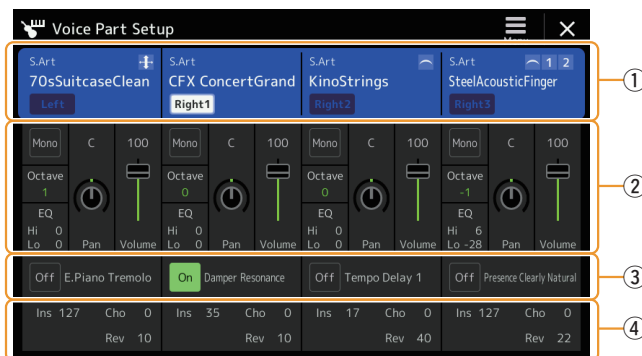 Voice Part Setup
Menu
S.Art S.Art S.Art S.Art 1 2
70sSuitcaseClean CFX ConcertGrand KinoStrings SteelAcousticFinger
Left Right1 Right2 Right3
①
Mono C 100 Mono C 100 Mono C 100 Mono C 100
Octave Octave Octave Octave
1 0 0 -1
EQ EQ EQ EQ
Hi 0 Hi 0 Hi 0 Hi 6
Lo 0 Pan Volume Lo 0 Pan Volume Lo 0 Pan Volume Lo -28 Pan Volume
②
Off E.Piano Tremolo On Damper Resonance Off Tempo Delay 1 Off Presence Clearly Natural
③
Ins 127 Cho 0 Ins 35 Cho 0 Ins 17 Cho 0 Ins 127 Cho 0
Rev 10 Rev 10 Rev 40 Rev 22
④